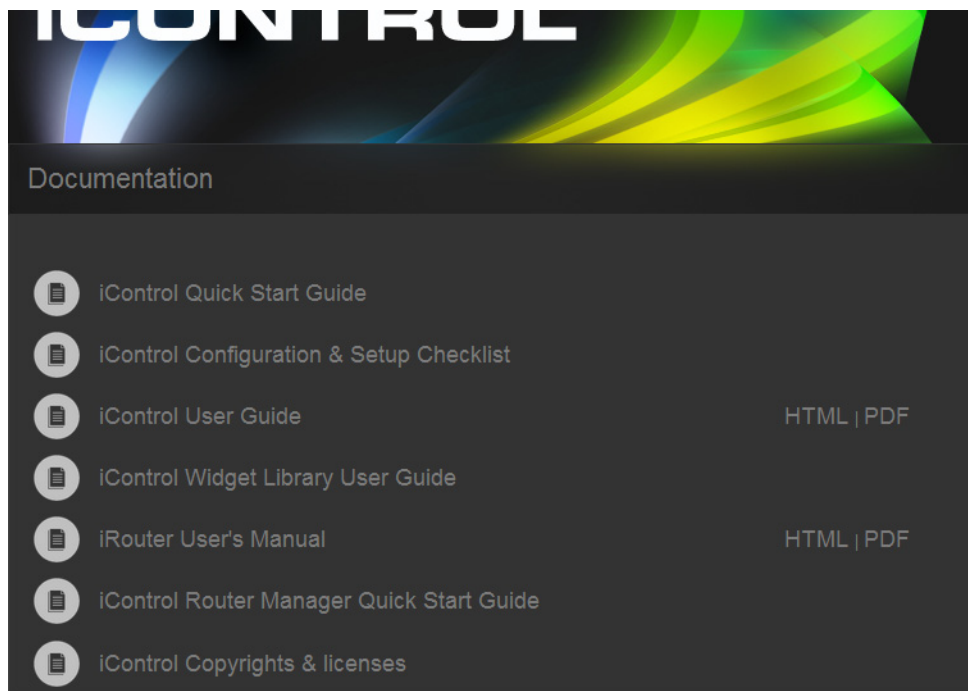 iCONTROL
Documentation
iControl Quick Start Guide
iControl Configuration & Setup Checklist
iControl User Guide HTML | PDF
iControl Widget Library User Guide
iRouter User's Manual HTML | PDF
iControl Router Manager Quick Start Guide
iControl Copyrights & licenses